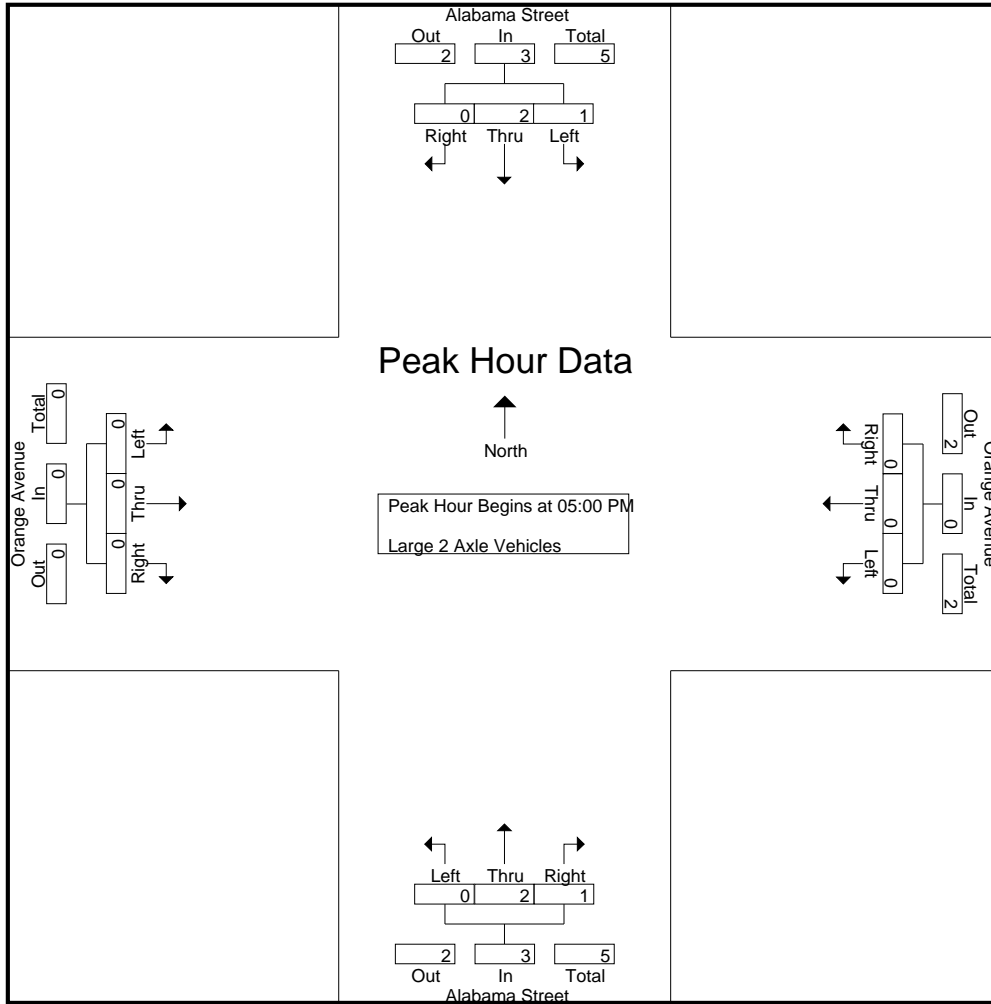 Alabama Street
Out In Total
2 3 5
0 2 1
Right Thru Left
Peak Hour Data
North
Peak Hour Begins at 05:00 PM
Large 2 Axle Vehicles
Orange Avenue
Total In Out
0 0 0
0 0 0
Left Thru Right
Orange Avenue
Out In Total
2 0 2
0 0 0
Right Thru Left
Left Thru Right
0 2 1
2 3 5
Out In Total
Alabama Street